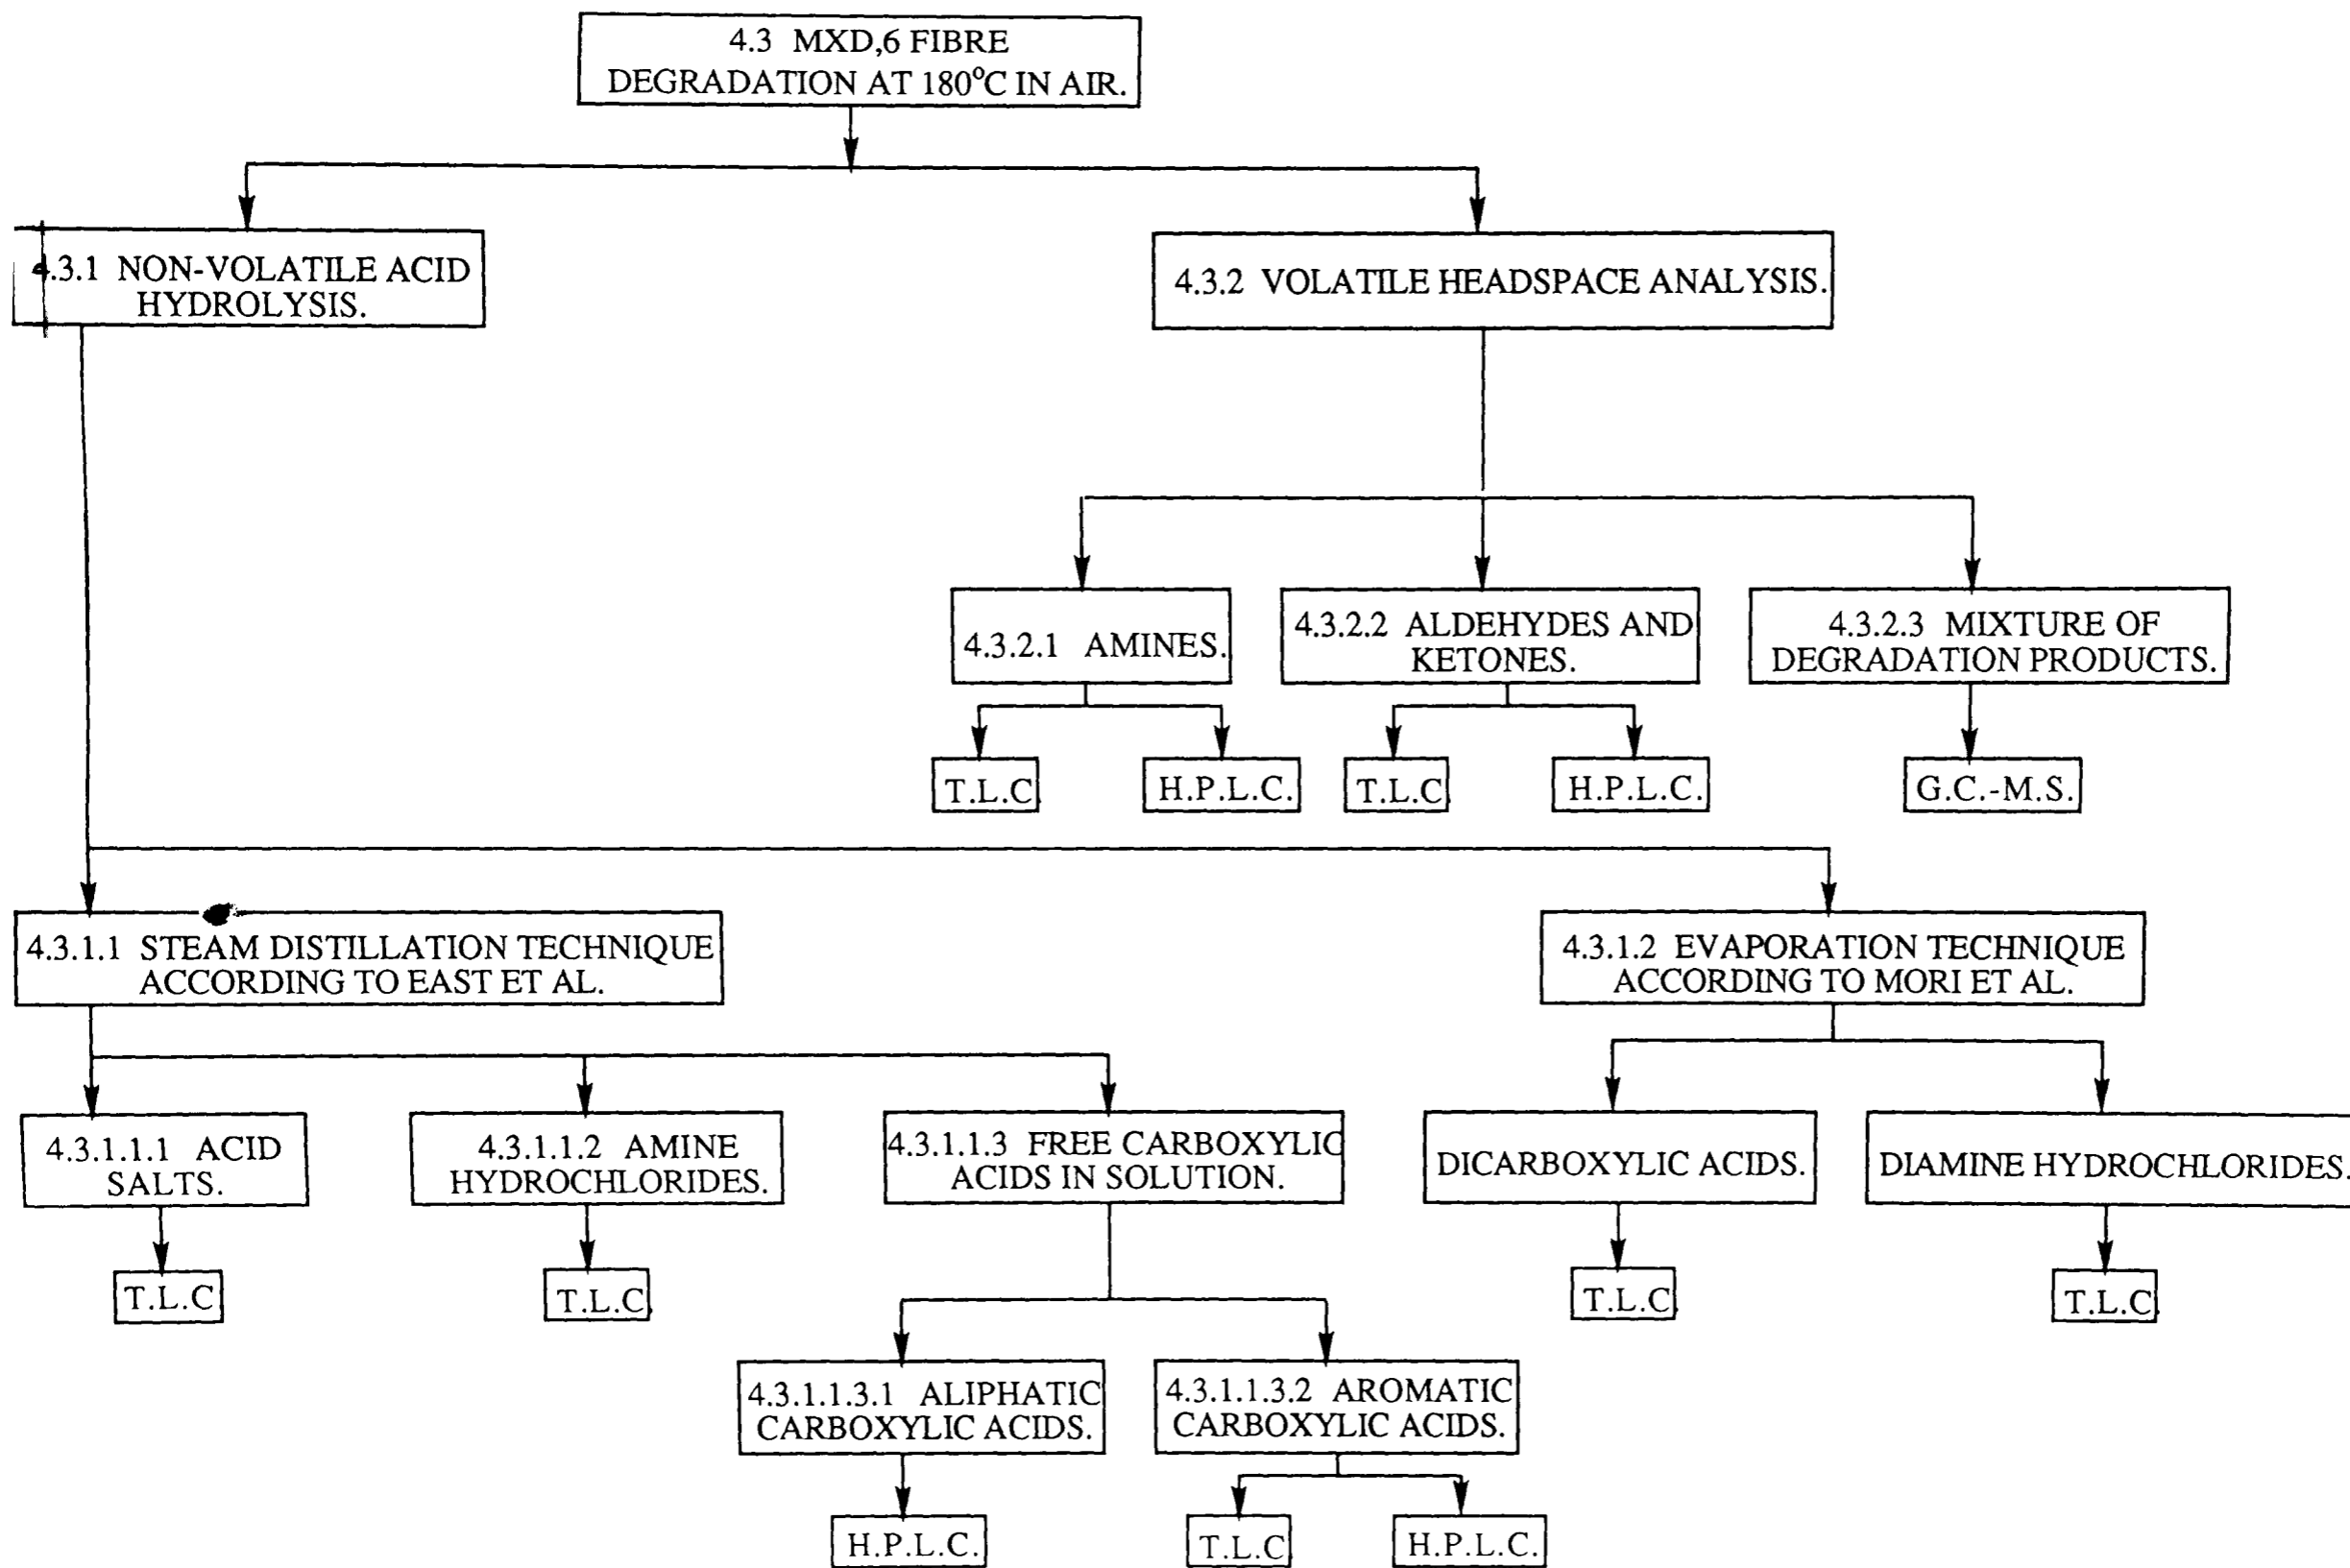 4.3 MXD,6 FIBRE
DEGRADATION AT 180°C IN AIR.
4.3.1 NON-VOLATILE ACID
HYDROLYSIS.
4.3.2 VOLATILE HEADSPACE ANALYSIS.
4.3.2.1 AMINES.
4.3.2.2 ALDEHYDES AND
KETONES.
4.3.2.3 MIXTURE OF
DEGRADATION PRODUCTS.
T.L.C.
H.P.L.C.
T.L.C.
H.P.L.C.
G.C.-M.S.
4.3.1.1 STEAM DISTILLATION TECHNIQUE
ACCORDING TO EAST ET AL.
4.3.1.2 EVAPORATION TECHNIQUE
ACCORDING TO MORI ET AL.
4.3.1.1.1 ACID
SALTS.
4.3.1.1.2 AMINE
HYDROCHLORIDES.
4.3.1.1.3 FREE CARBOXYLIC
ACIDS IN SOLUTION.
DICARBOXYLIC ACIDS.
DIAMINE HYDROCHLORIDES.
T.L.C
T.L.C.
T.L.C.
T.L.C.
4.3.1.1.3.1 ALIPHATIC
CARBOXYLIC ACIDS.
4.3.1.1.3.2 AROMATIC
CARBOXYLIC ACIDS.
H.P.L.C.
T.L.C
H.P.L.C.